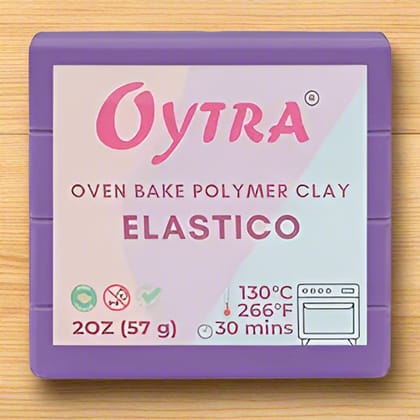 OYTRA
OVEN BAKE POLYMER CLAY
ELASTICO
130°C
266°F
2OZ (57 g) 30 mins